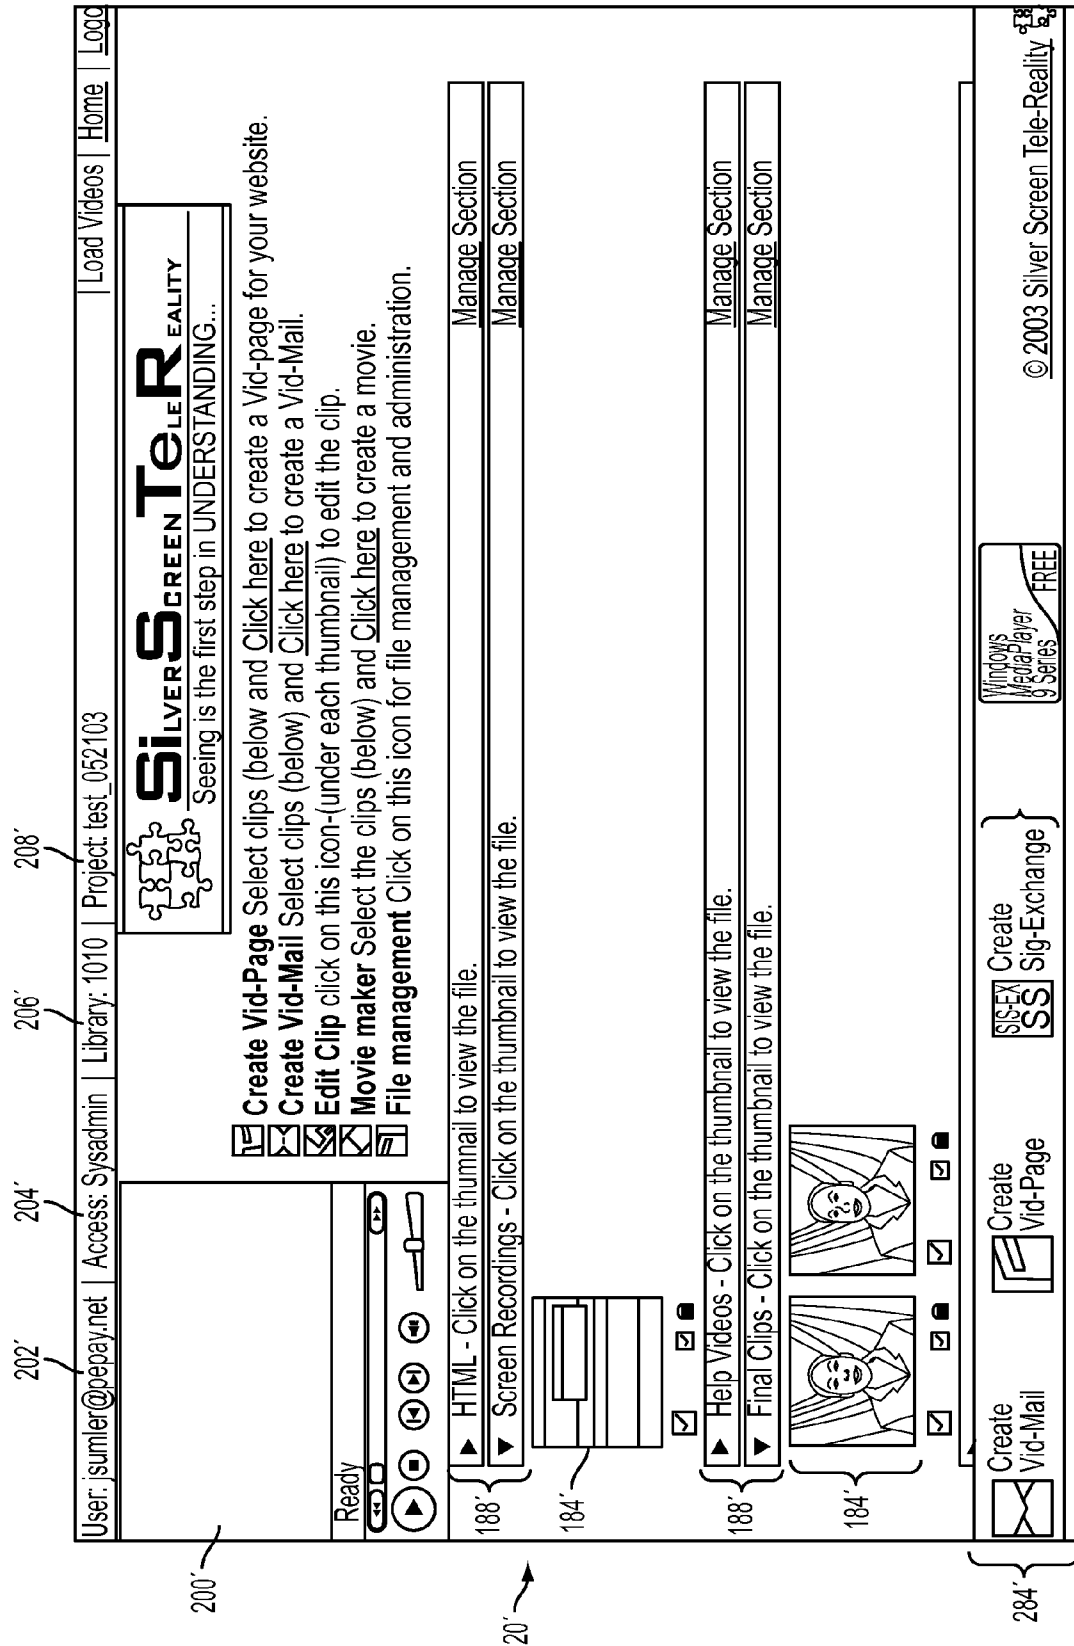 202´
204´
206´
208´
User: jsumler@pepay.net | Access: Sysadmin | Library: 1010 | Project: test_052103
| Load Videos | Home | Logo
200´
SiLVER SCREEN TeLE REALITY
Seeing is the first step in UNDERSTANDING...
Create Vid-Page Select clips (below and Click here to create a Vid-page for your website.
Create Vid-Mail Select clips (below) and Click here to create a Vid-Mail.
Edit Clip click on this icon-(under each thumbnail) to edit the clip.
Movie maker Select the clips (below) and Click here to create a movie.
File management Click on this icon for file management and administration.
Ready
188´
HTML - Click on the thumnail to view the file.
Manage Section
Screen Recordings - Click on the thumbnail to view the file.
Manage Section
20´
184´
188´
Help Videos - Click on the thumbnail to view the file.
Manage Section
Final Clips - Click on the thumbnail to view the file.
Manage Section
184´
284´
Create
Vid-Mail
Create
Vid-Page
SIS-EX
SS
Create
Sig-Exchange
Windows
MediaPlayer
9 Series
FREE
© 2003 Silver Screen Tele-Reality